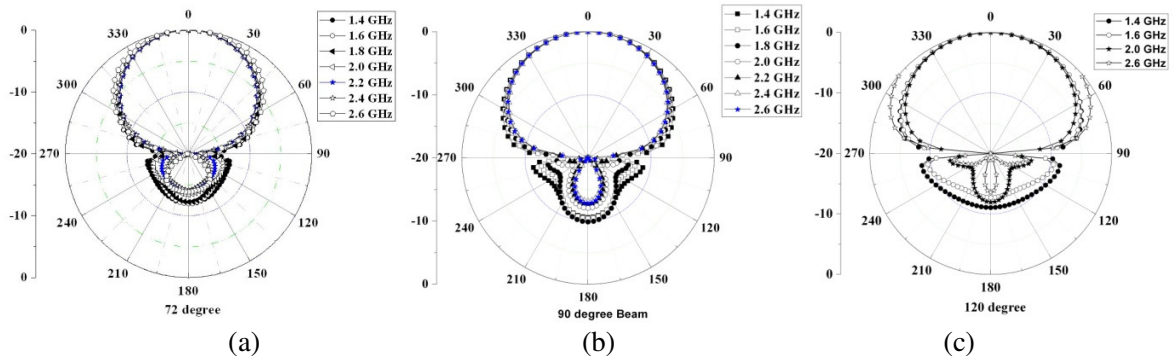 0
-10
-20
-10
0
0
30
60
90
120
150
180
210
240
270
300
330
1.4 GHz
1.6 GHz
1.8 GHz
2.0 GHz
2.2 GHz
2.4 GHz
2.6 GHz
72 degree
(a)
0
-10
-20
-10
0
0
30
60
90
120
150
180
210
240
270
300
330
1.4 GHz
1.6 GHz
1.8 GHz
2.0 GHz
2.2 GHz
2.4 GHz
2.6 GHz
90 degree Beam
(b)
0
-10
-20
-10
0
0
30
60
90
120
150
180
210
240
270
300
330
1.4 GHz
1.6 GHz
2.0 GHz
2.6 GHz
120 degree
(c)